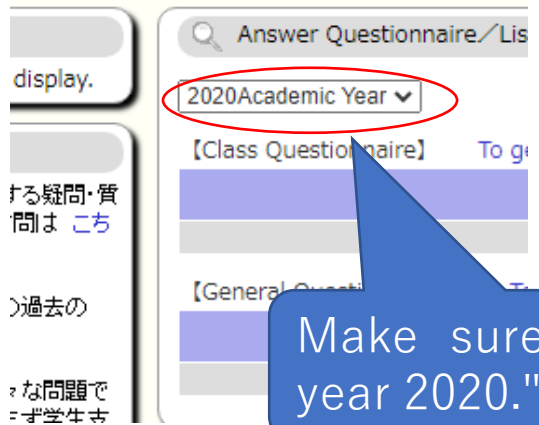 display.
する疑問・質
問は こち
の過去の
々な問題で
Answer Questionnaire／Lis
2020Academic Year
【Class Questionnaire】 To ge
【General
Make sure
year 2020."